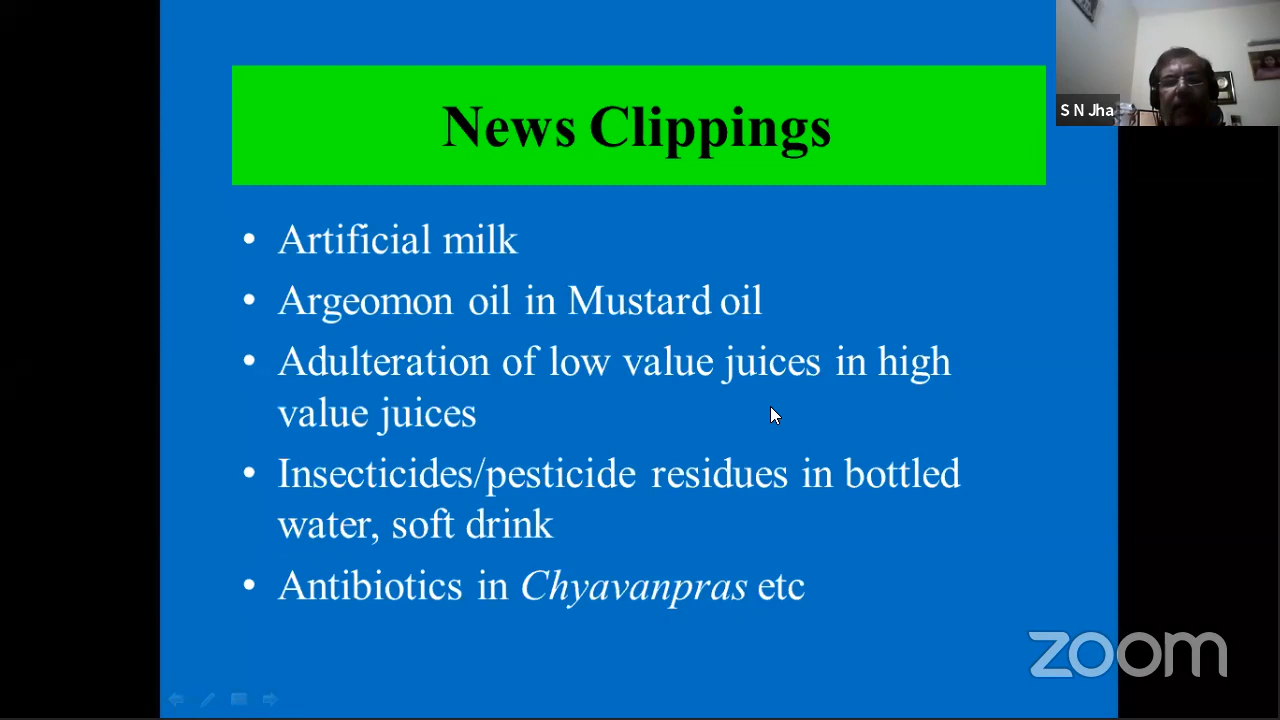 News Clippings
S N Jha
• Artificial milk
• Argeomon oil in Mustard oil
• Adulteration of low value juices in high
value juices
• Insecticides/pesticide residues in bottled
water, soft drink
• Antibiotics in Chyavanpras etc
zoom